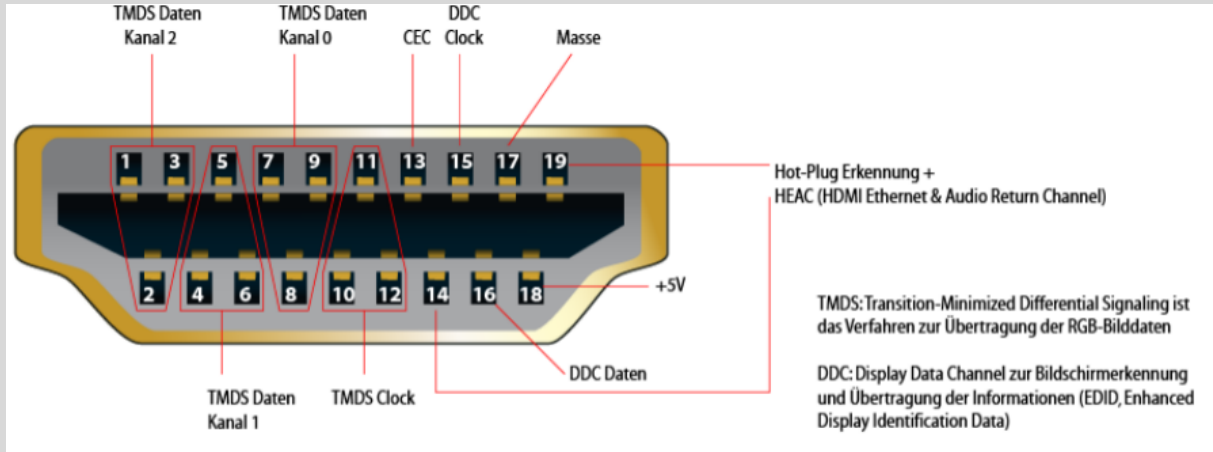 TMDS Daten
Kanal 2
TMDS Daten
Kanal 0
CEC
DDC
Clock
Masse
1 3 5 7 9 11 13 15 17 19
Hot-Plug Erkennung +
HEAC (HDMI Ethernet & Audio Return Channel)
2 4 6 8 10 12 14 16 18
+5V
DDC Daten
TMDS Daten
Kanal 1
TMDS Clock
TMDS: Transition-Minimized Differential Signaling ist
das Verfahren zur Übertragung der RGB-Bilddaten
DDC: Display Data Channel zur Bildschirmerkennung
und Übertragung der Informationen (EDID, Enhanced
Display Identification Data)